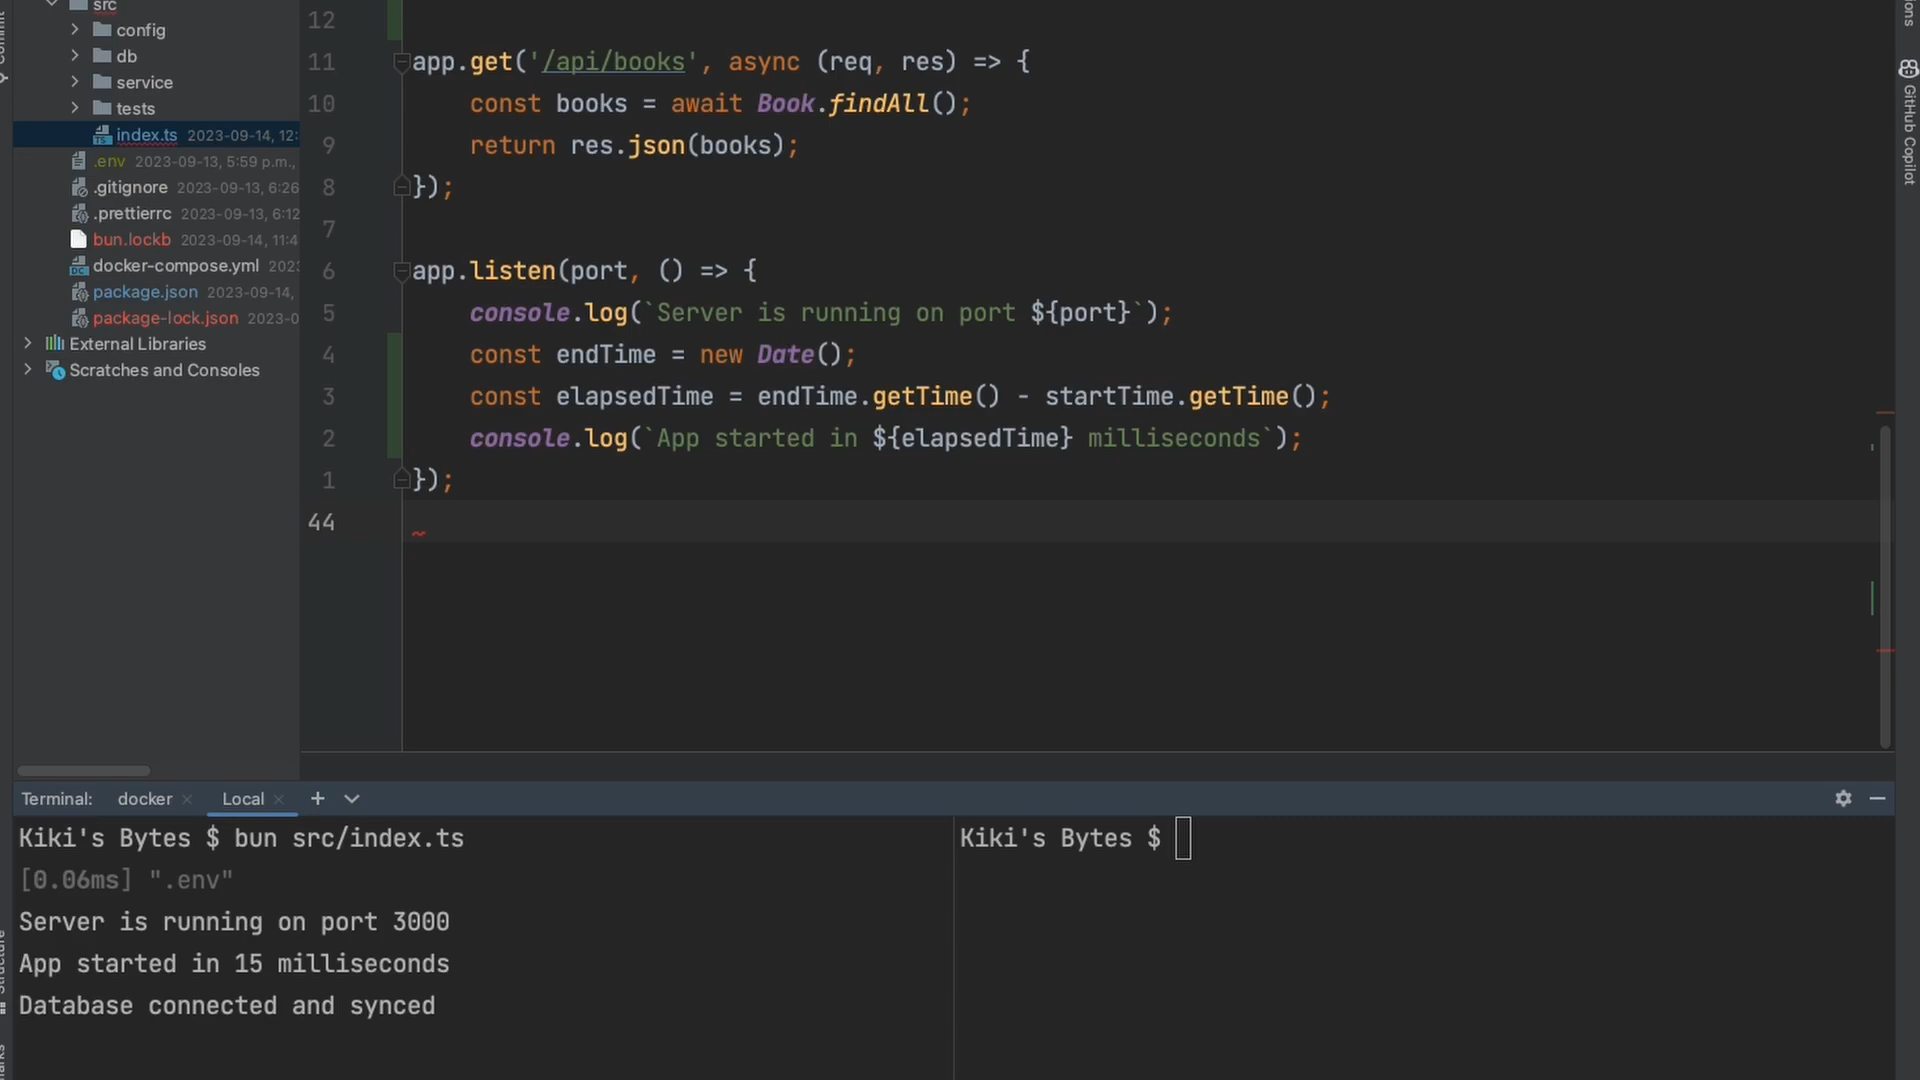 src
config
db
service
tests
index.ts 2023-09-14, 12:
.env 2023-09-13, 5:59 p.m.,
.gitignore 2023-09-13, 6:26
.prettierrc 2023-09-13, 6:12
bun.lockb 2023-09-14, 11:4
docker-compose.yml 2023
package.json 2023-09-14,
package-lock.json 2023-0
External Libraries
Scratches and Consoles
12
11 app.get('/api/books', async (req, res) => {
10 const books = await Book.findAll();
9 return res.json(books);
8 });
7
6 app.listen(port, () => {
5 console.log(`Server is running on port ${port}`);
4 const endTime = new Date();
3 const elapsedTime = endTime.getTime() - startTime.getTime();
2 console.log(`App started in ${elapsedTime} milliseconds`);
1 });
44
GitHub Copilot
Terminal: docker Local
Kiki's Bytes $ bun src/index.ts
[0.06ms] ".env"
Server is running on port 3000
App started in 15 milliseconds
Database connected and synced
Kiki's Bytes $